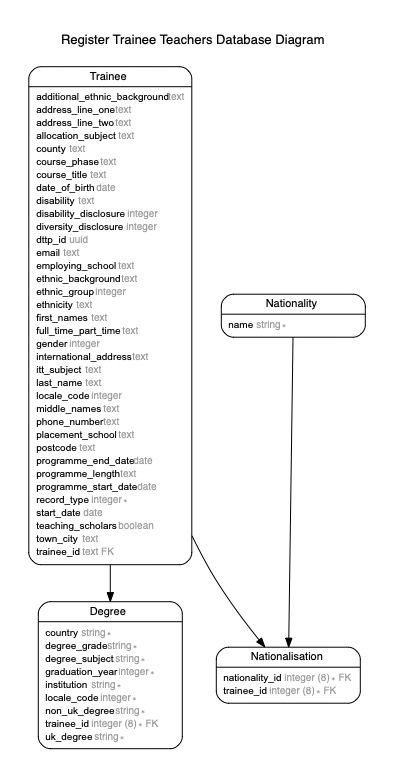 Register Trainee Teachers Database Diagram
Trainee
additional_ethnic_background text
address_line_one text
address_line_two text
allocation_subject text
county text
course_phase text
course_title text
date_of_birth date
disability text
disability_disclosure integer
diversity_disclosure integer
dttp_id uuid
email text
employing_school text
ethnic_background text
ethnic_group integer
ethnicity text
first_names text
full_time_part_time text
gender integer
international_address text
itt_subject text
last_name text
locale_code integer
middle_names text
phone_number text
placement_school text
postcode text
programme_end_date date
programme_length text
programme_start_date date
record_type integer *
start_date date
teaching_scholars boolean
town_city text
trainee_id text FK
Nationality
name string *
Degree
country string *
degree_grade string *
degree_subject string *
graduation_year integer *
institution string *
locale_code integer *
non_uk_degree string *
trainee_id integer (8) * FK
uk_degree string *
Nationalisation
nationality_id integer (8) * FK
trainee_id integer (8) * FK